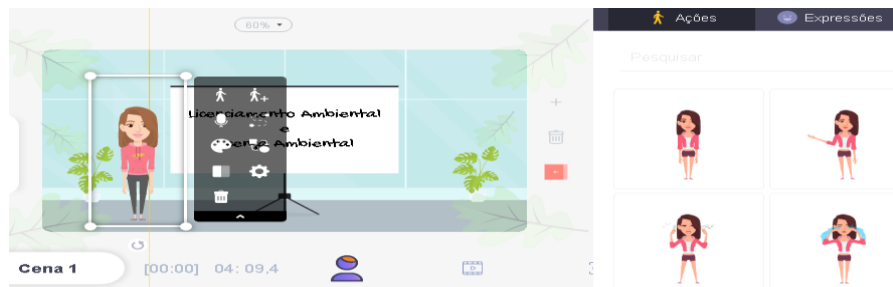 60%
Licenciamento Ambiental
e
Ambiental
Cena 1
[00:00] 04:09,4
Ações
Expressões
Pesquisar